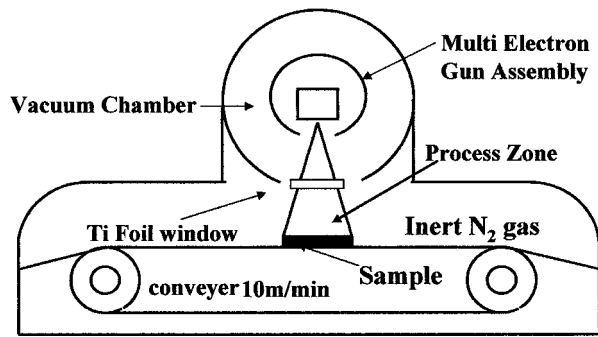 Multi Electron
Gun Assembly
Vacuum Chamber
Process Zone
Ti Foil window
Inert N₂ gas
Sample
conveyer 10m/min